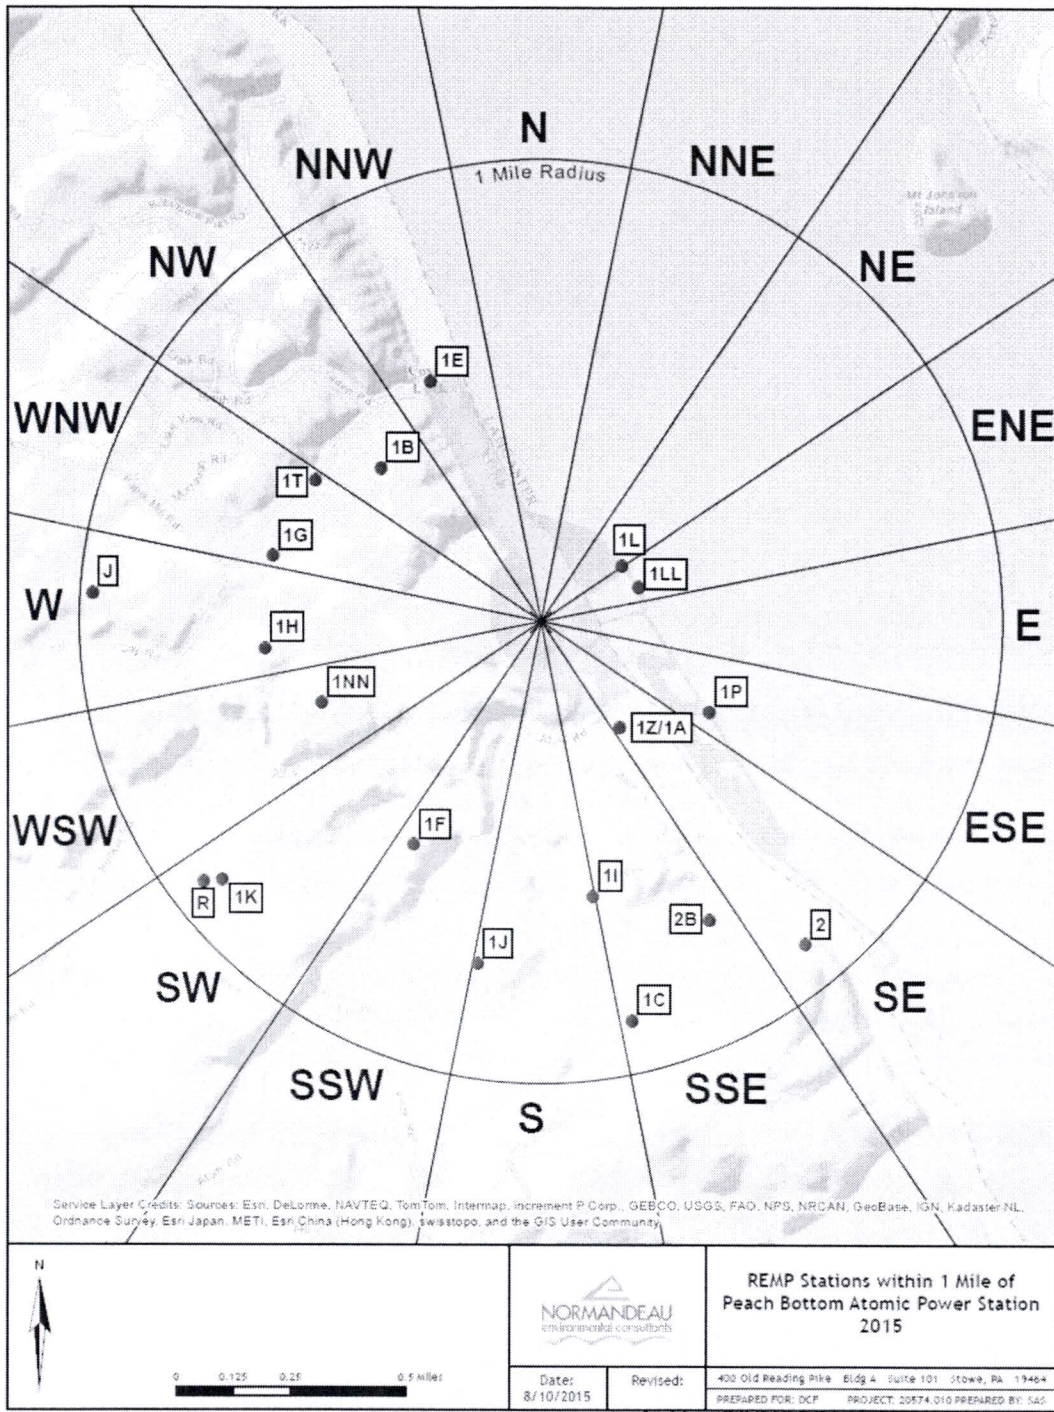 N
NNW
NNE
1 Mile Radius
Mt Johnson
Island
NW
NE
1E
WNW
ENE
1B
1T
1G
1L
1LL
J
W
E
1H
1NN
1P
1Z/1A
WSW
1F
ESE
1I
R
1K
2B
2
1J
SW
SE
1C
SSW
SSE
S
Service Layer Credits: Sources: Esri, DeLorme, NAVTEQ, TomTom, Intermap, increment P Corp., GEBCO, USGS, FAO, NPS, NRCAN, GeoBase, IGN, Kadaster NL,
Ordnance Survey, Esri Japan, METI, Esri China (Hong Kong), swisstopo, and the GIS User Community
N
0 0.125 0.25 0.5 Miles
NORMANDEAU
environmental consultants
REMP Stations within 1 Mile of
Peach Bottom Atomic Power Station
2015
Date:
8/10/2015
Revised:
400 Old Reading Pike Bldg A Suite 101 Stowe, PA 19464
PREPARED FOR: DCF PROJECT: 20574.010 PREPARED BY: SAS